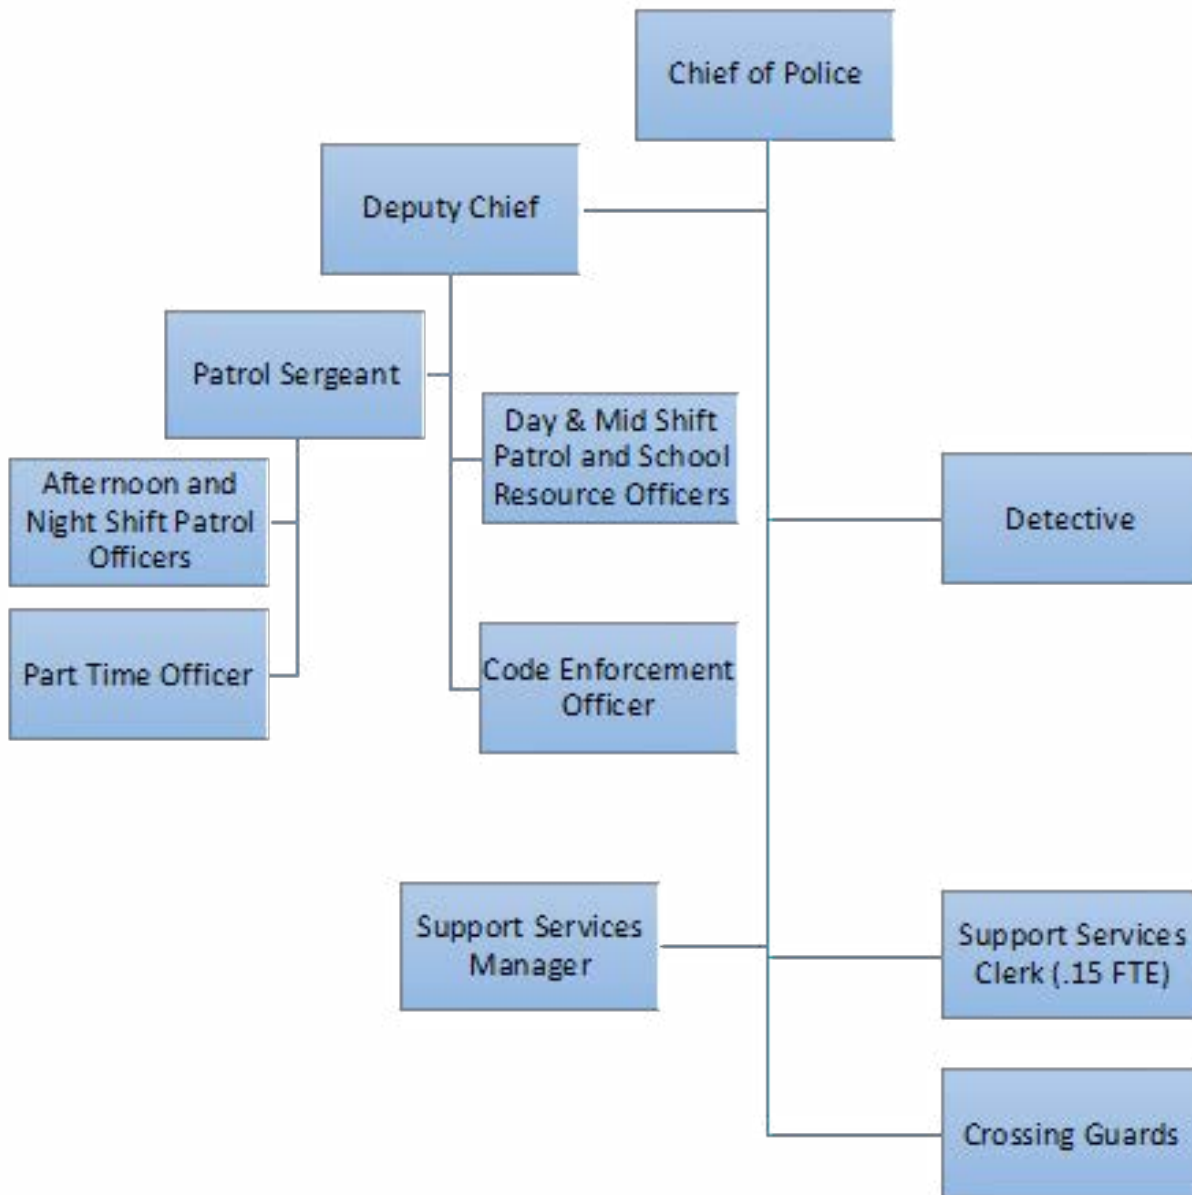 Chief of Police
Deputy Chief
Patrol Sergeant
Day & Mid Shift
Patrol and School
Resource Officers
Afternoon and
Night Shift Patrol
Officers
Detective
Part Time Officer
Code Enforcement
Officer
Support Services
Manager
Support Services
Clerk (.15 FTE)
Crossing Guards